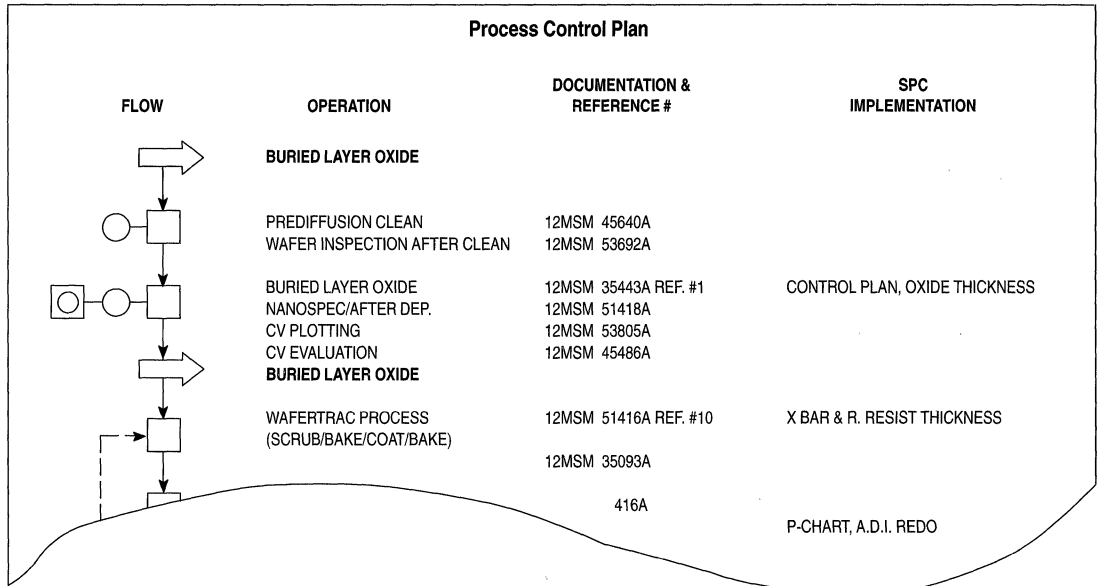 Process Control Plan
FLOW OPERATION DOCUMENTATION & REFERENCE # SPC IMPLEMENTATION
BURIED LAYER OXIDE
PREDIFFUSION CLEAN 12MSM 45640A
WAFER INSPECTION AFTER CLEAN 12MSM 53692A
BURIED LAYER OXIDE 12MSM 35443A REF. #1 CONTROL PLAN, OXIDE THICKNESS
NANOSPEC/AFTER DEP. 12MSM 51418A
CV PLOTTING 12MSM 53805A
CV EVALUATION 12MSM 45486A
BURIED LAYER OXIDE
WAFERTRAC PROCESS 12MSM 51416A REF. #10 X BAR & R. RESIST THICKNESS
(SCRUB/BAKE/COAT/BAKE)
12MSM 35093A
416A
P-CHART, A.D.I. REDO